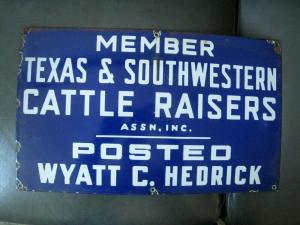 MEMBER
TEXAS & SOUTHWESTERN
CATTLE RAISERS
ASSN, INC.
POSTED
WYATT C. HEDRICK